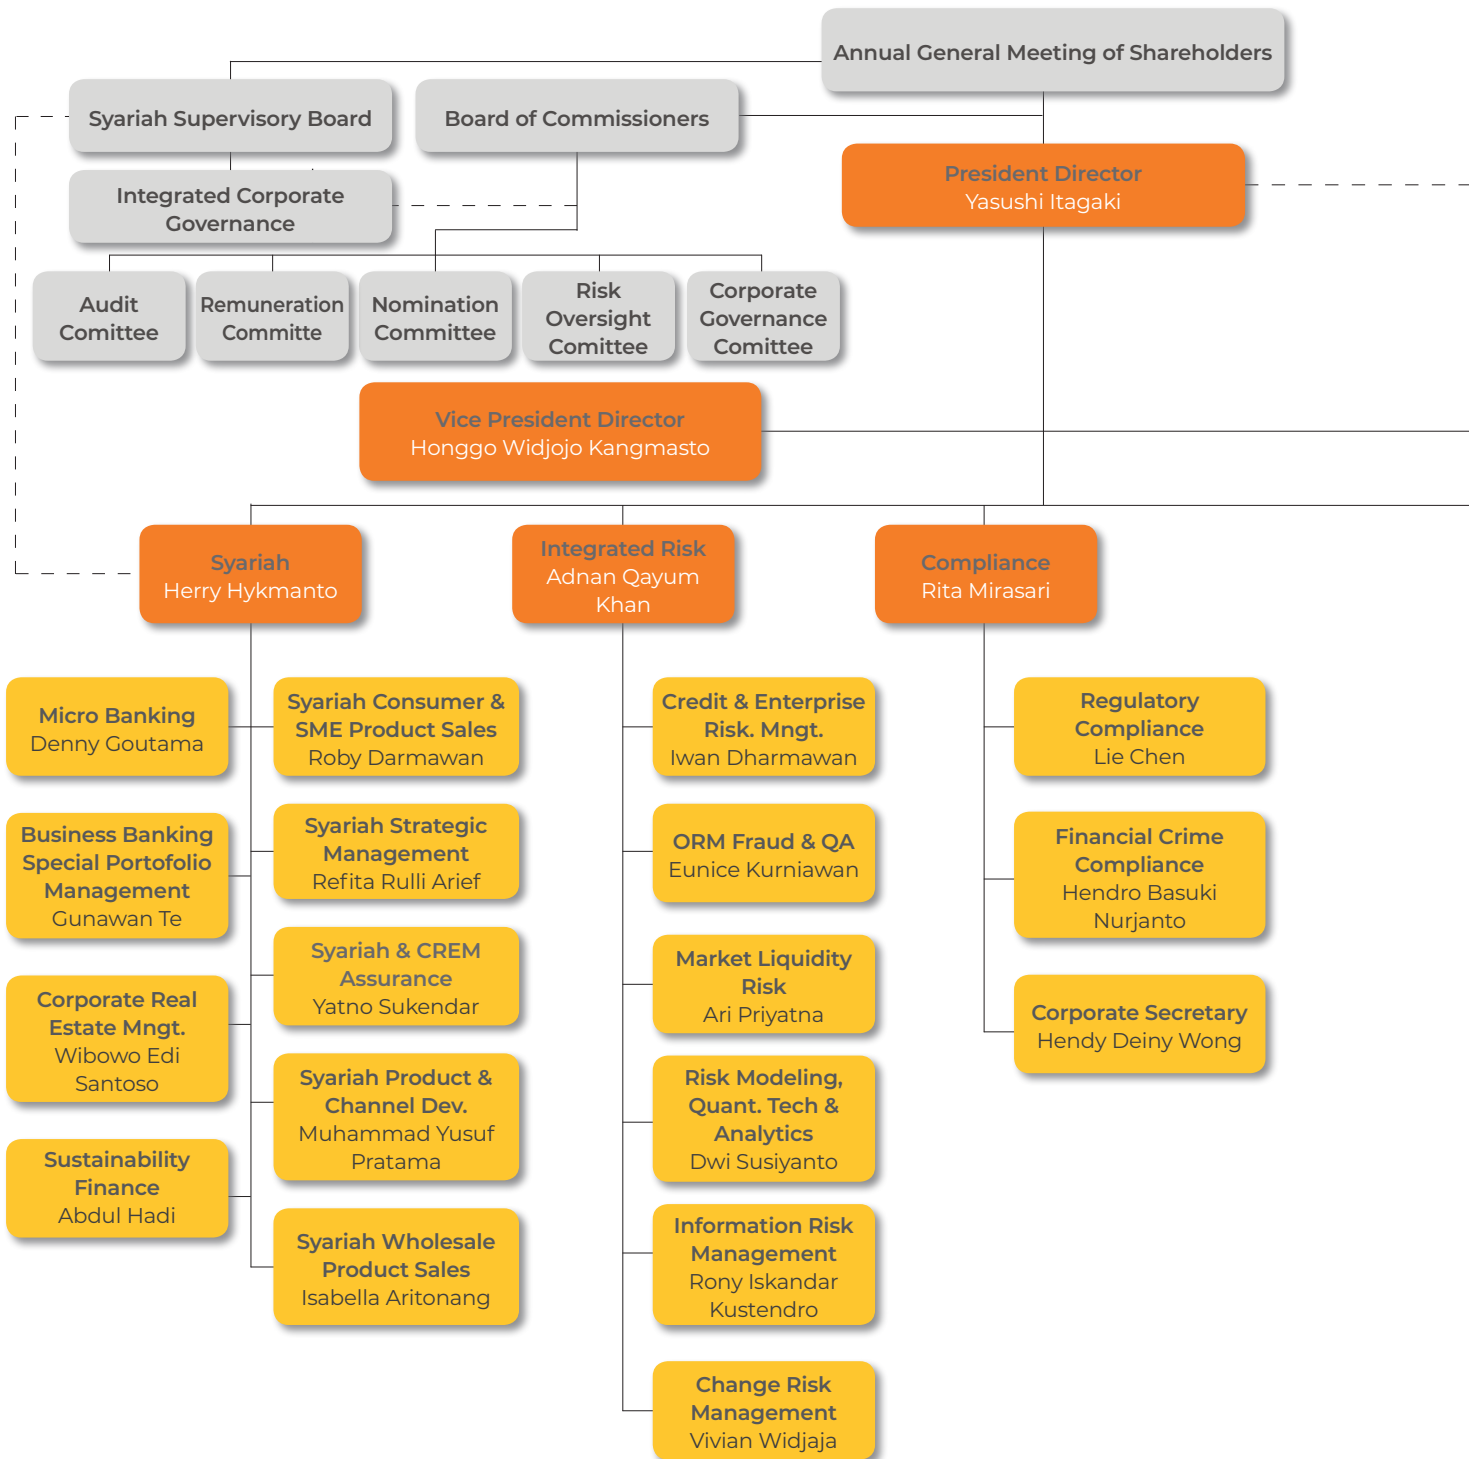 Annual General Meeting of Shareholders
Syariah Supervisory Board
Board of Commissioners
President Director
Yasushi Itagaki
Integrated Corporate
Governance
Audit
Comittee
Remuneration
Committe
Nomination
Committee
Risk
Oversight
Comittee
Corporate
Governance
Comittee
Vice President Director
Honggo Widjojo Kangmasto
Syariah
Herry Hykmanto
Integrated Risk
Adnan Qayum
Khan
Compliance
Rita Mirasari
Micro Banking
Denny Goutama
Business Banking
Special Portofolio
Management
Gunawan Te
Corporate Real
Estate Mngt.
Wibowo Edi
Santoso
Sustainability
Finance
Abdul Hadi
Syariah Consumer &
SME Product Sales
Roby Darmawan
Syariah Strategic
Management
Refita Rulli Arief
Syariah & CREM
Assurance
Yatno Sukendar
Syariah Product &
Channel Dev.
Muhammad Yusuf
Pratama
Syariah Wholesale
Product Sales
Isabella Aritonang
Credit & Enterprise
Risk. Mngt.
Iwan Dharmawan
ORM Fraud & QA
Eunice Kurniawan
Market Liquidity
Risk
Ari Priyatna
Risk Modeling,
Quant. Tech &
Analytics
Dwi Susiyanto
Information Risk
Management
Rony Iskandar
Kustendro
Change Risk
Management
Vivian Widjaja
Regulatory
Compliance
Lie Chen
Financial Crime
Compliance
Hendro Basuki
Nurjanto
Corporate Secretary
Hendy Deiny Wong